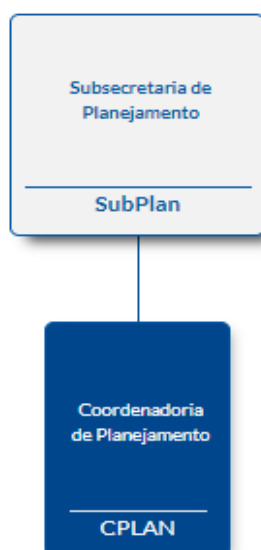 Subsecretaria de
Planejamento
SubPlan
Coordenadoria
de Planejamento
CPLAN